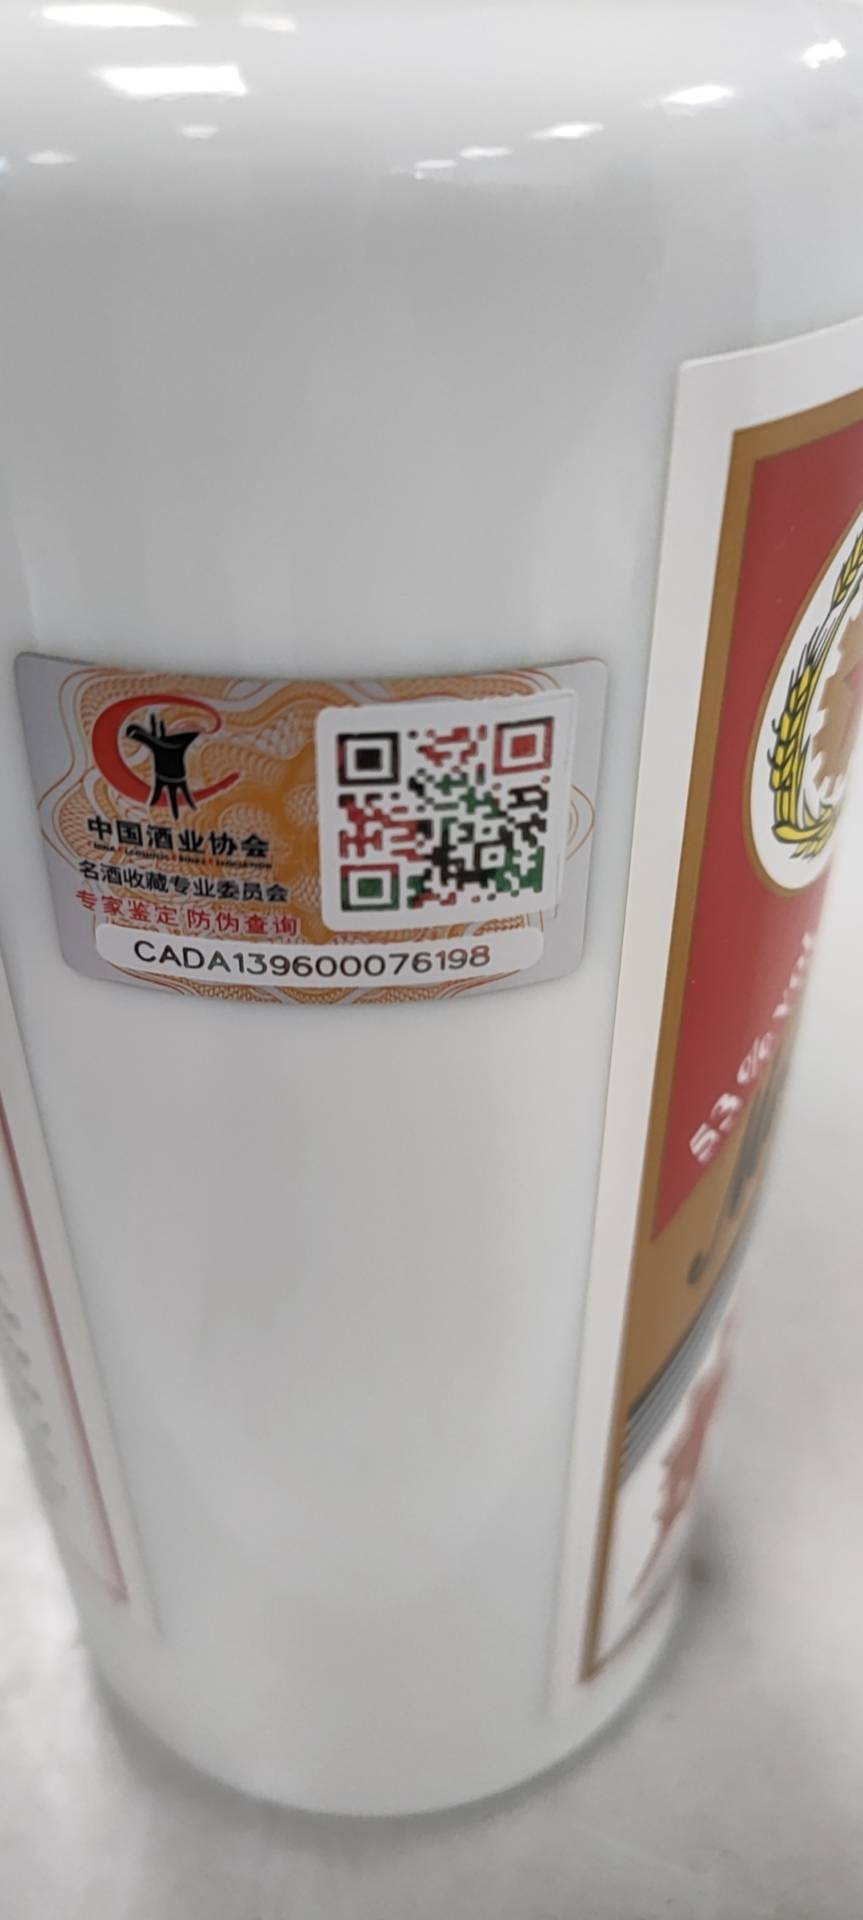 中国酒业协会
名酒收藏专业委员会
专家鉴定 防伪查询
CADA139600076198
53%